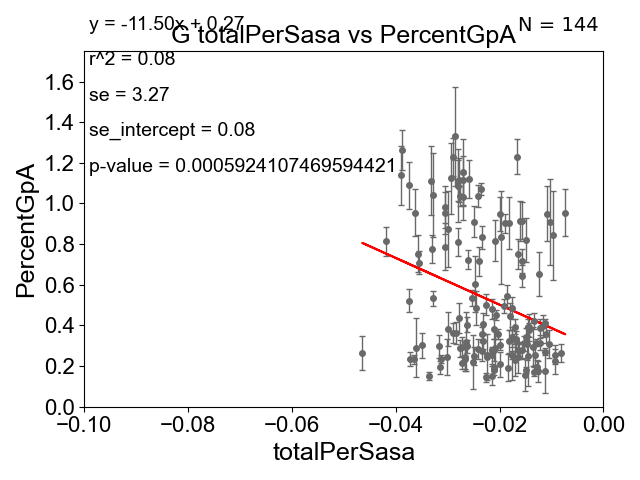 y = -11.50x + 0.27
N = 144
G totalPerSasa vs PercentGpA
r^2 = 0.08
se = 3.27
se_intercept = 0.08
p-value = 0.0005924107469594421
PercentGpA
1.6
1.4
1.2
1.0
0.8
0.6
0.4
0.2
0.0
−0.10
−0.08
−0.06
−0.04
−0.02
0.00
totalPerSasa